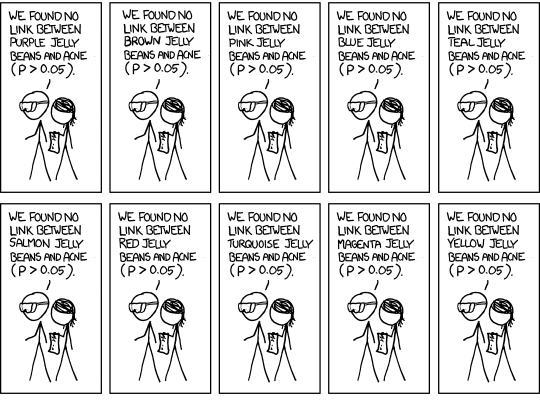 WE FOUND NO
LINK BETWEEN
PURPLE JELLY
BEANS AND ACNE
(P > 0.05).
WE FOUND NO
LINK BETWEEN
BROWN JELLY
BEANS AND ACNE
(P > 0.05).
WE FOUND NO
LINK BETWEEN
PINK JELLY
BEANS AND ACNE
(P > 0.05).
WE FOUND NO
LINK BETWEEN
BLUE JELLY
BEANS AND ACNE
(P > 0.05).
WE FOUND NO
LINK BETWEEN
TEAL JELLY
BEANS AND ACNE
(P > 0.05).
WE FOUND NO
LINK BETWEEN
SALMON JELLY
BEANS AND ACNE
(P > 0.05).
WE FOUND NO
LINK BETWEEN
RED JELLY
BEANS AND ACNE
(P > 0.05).
WE FOUND NO
LINK BETWEEN
TURQUOISE JELLY
BEANS AND ACNE
(P > 0.05).
WE FOUND NO
LINK BETWEEN
MAGENTA JELLY
BEANS AND ACNE
(P > 0.05).
WE FOUND NO
LINK BETWEEN
YELLOW JELLY
BEANS AND ACNE
(P > 0.05).